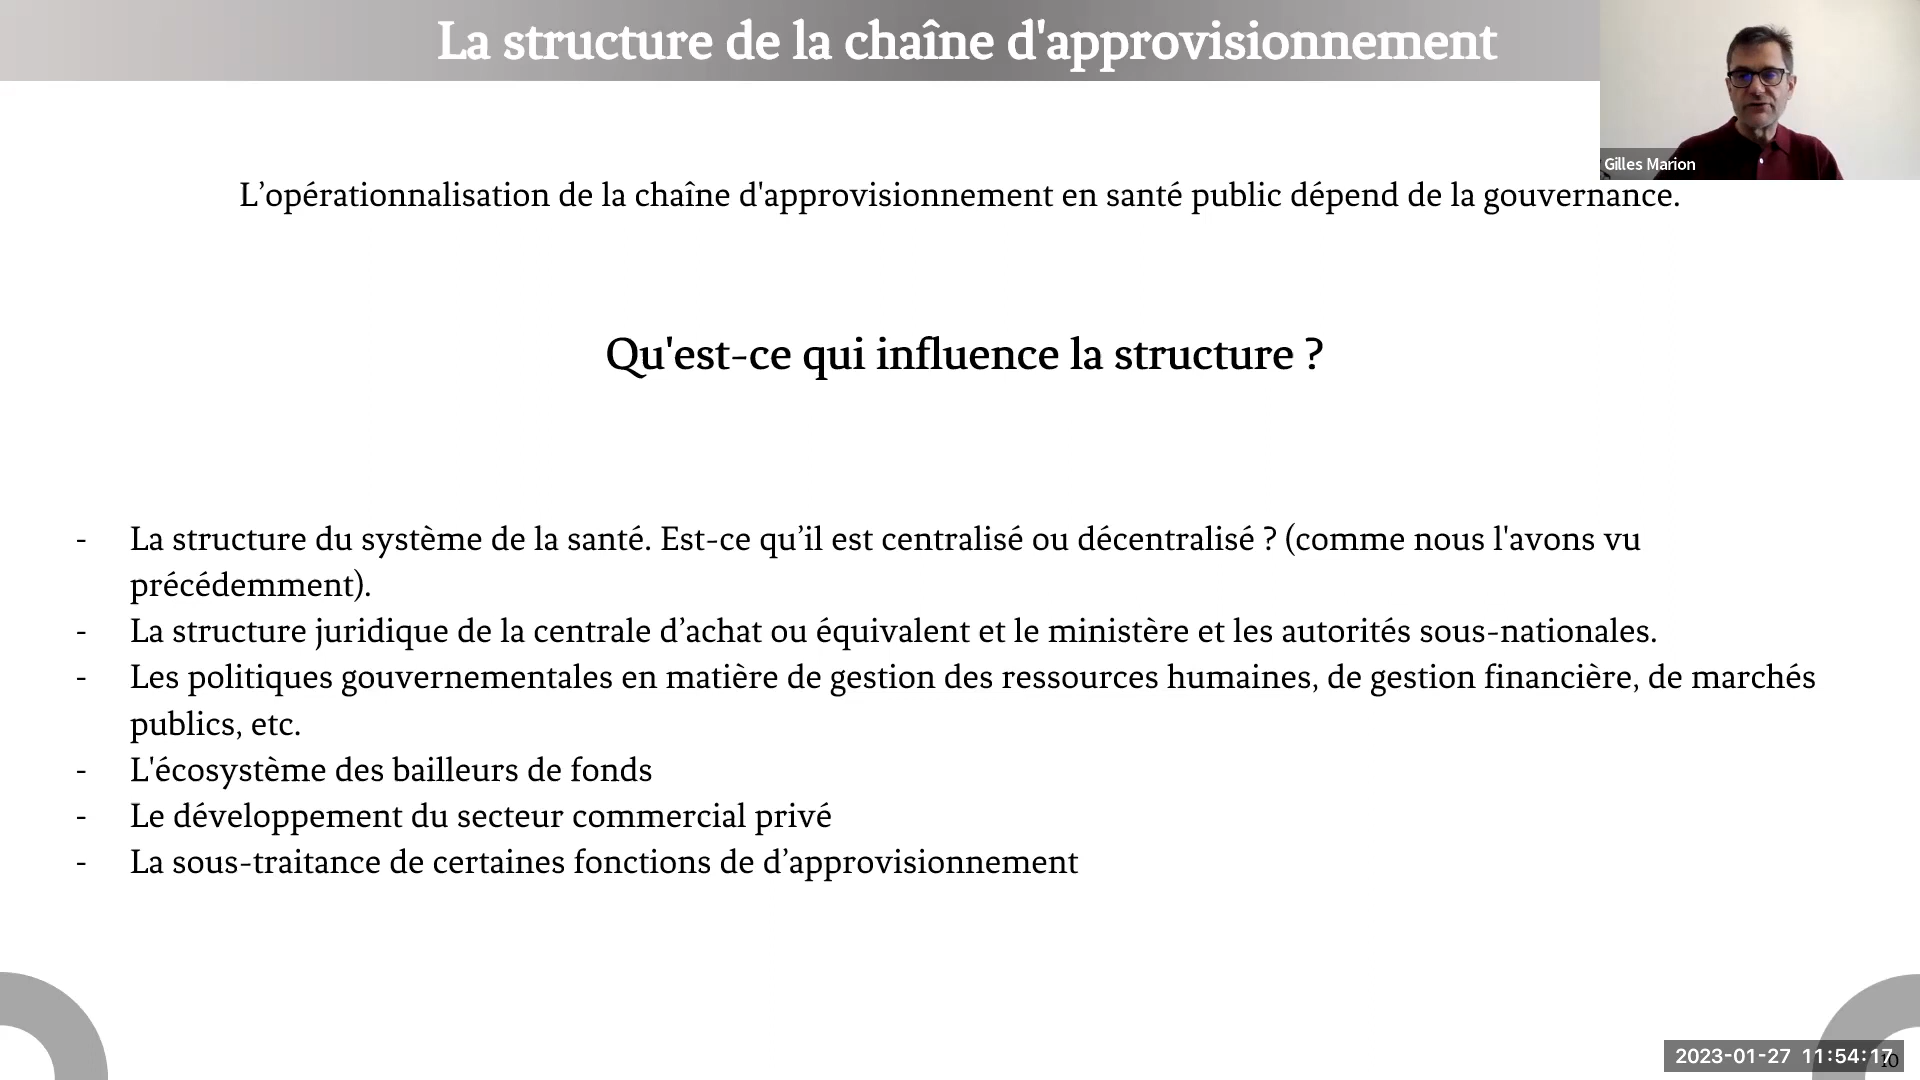 La structure de la chaîne d'approvisionnement
Gilles Marion
L’opérationnalisation de la chaîne d'approvisionnement en santé public dépend de la gouvernance.
Qu'est-ce qui influence la structure ?
- La structure du système de la santé. Est-ce qu’il est centralisé ou décentralisé ? (comme nous l'avons vu
précédemment).
- La structure juridique de la centrale d’achat ou équivalent et le ministère et les autorités sous-nationales.
- Les politiques gouvernementales en matière de gestion des ressources humaines, de gestion financière, de marchés
publics, etc.
- L'écosystème des bailleurs de fonds
- Le développement du secteur commercial privé
- La sous-traitance de certaines fonctions de d’approvisionnement
2023-01-27 11:54:17
10